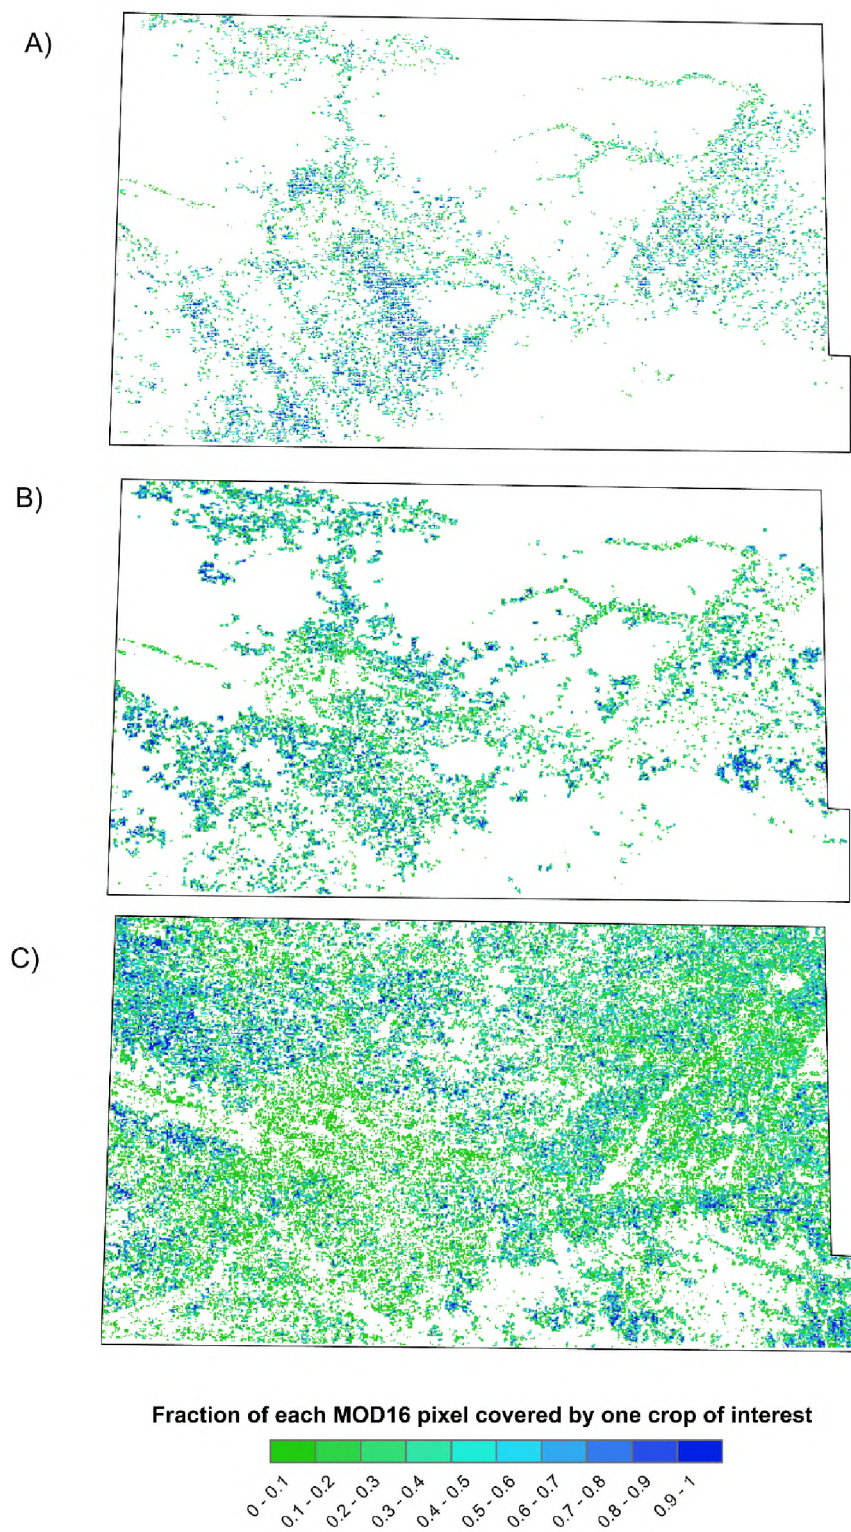 A)
B)
C)
Fraction of each MOD16 pixel covered by one crop of interest
0 - 0.1
0.1 - 0.2
0.2 - 0.3
0.3 - 0.4
0.4 - 0.5
0.5 - 0.6
0.6 - 0.7
0.7 - 0.8
0.8 - 0.9
0.9 - 1